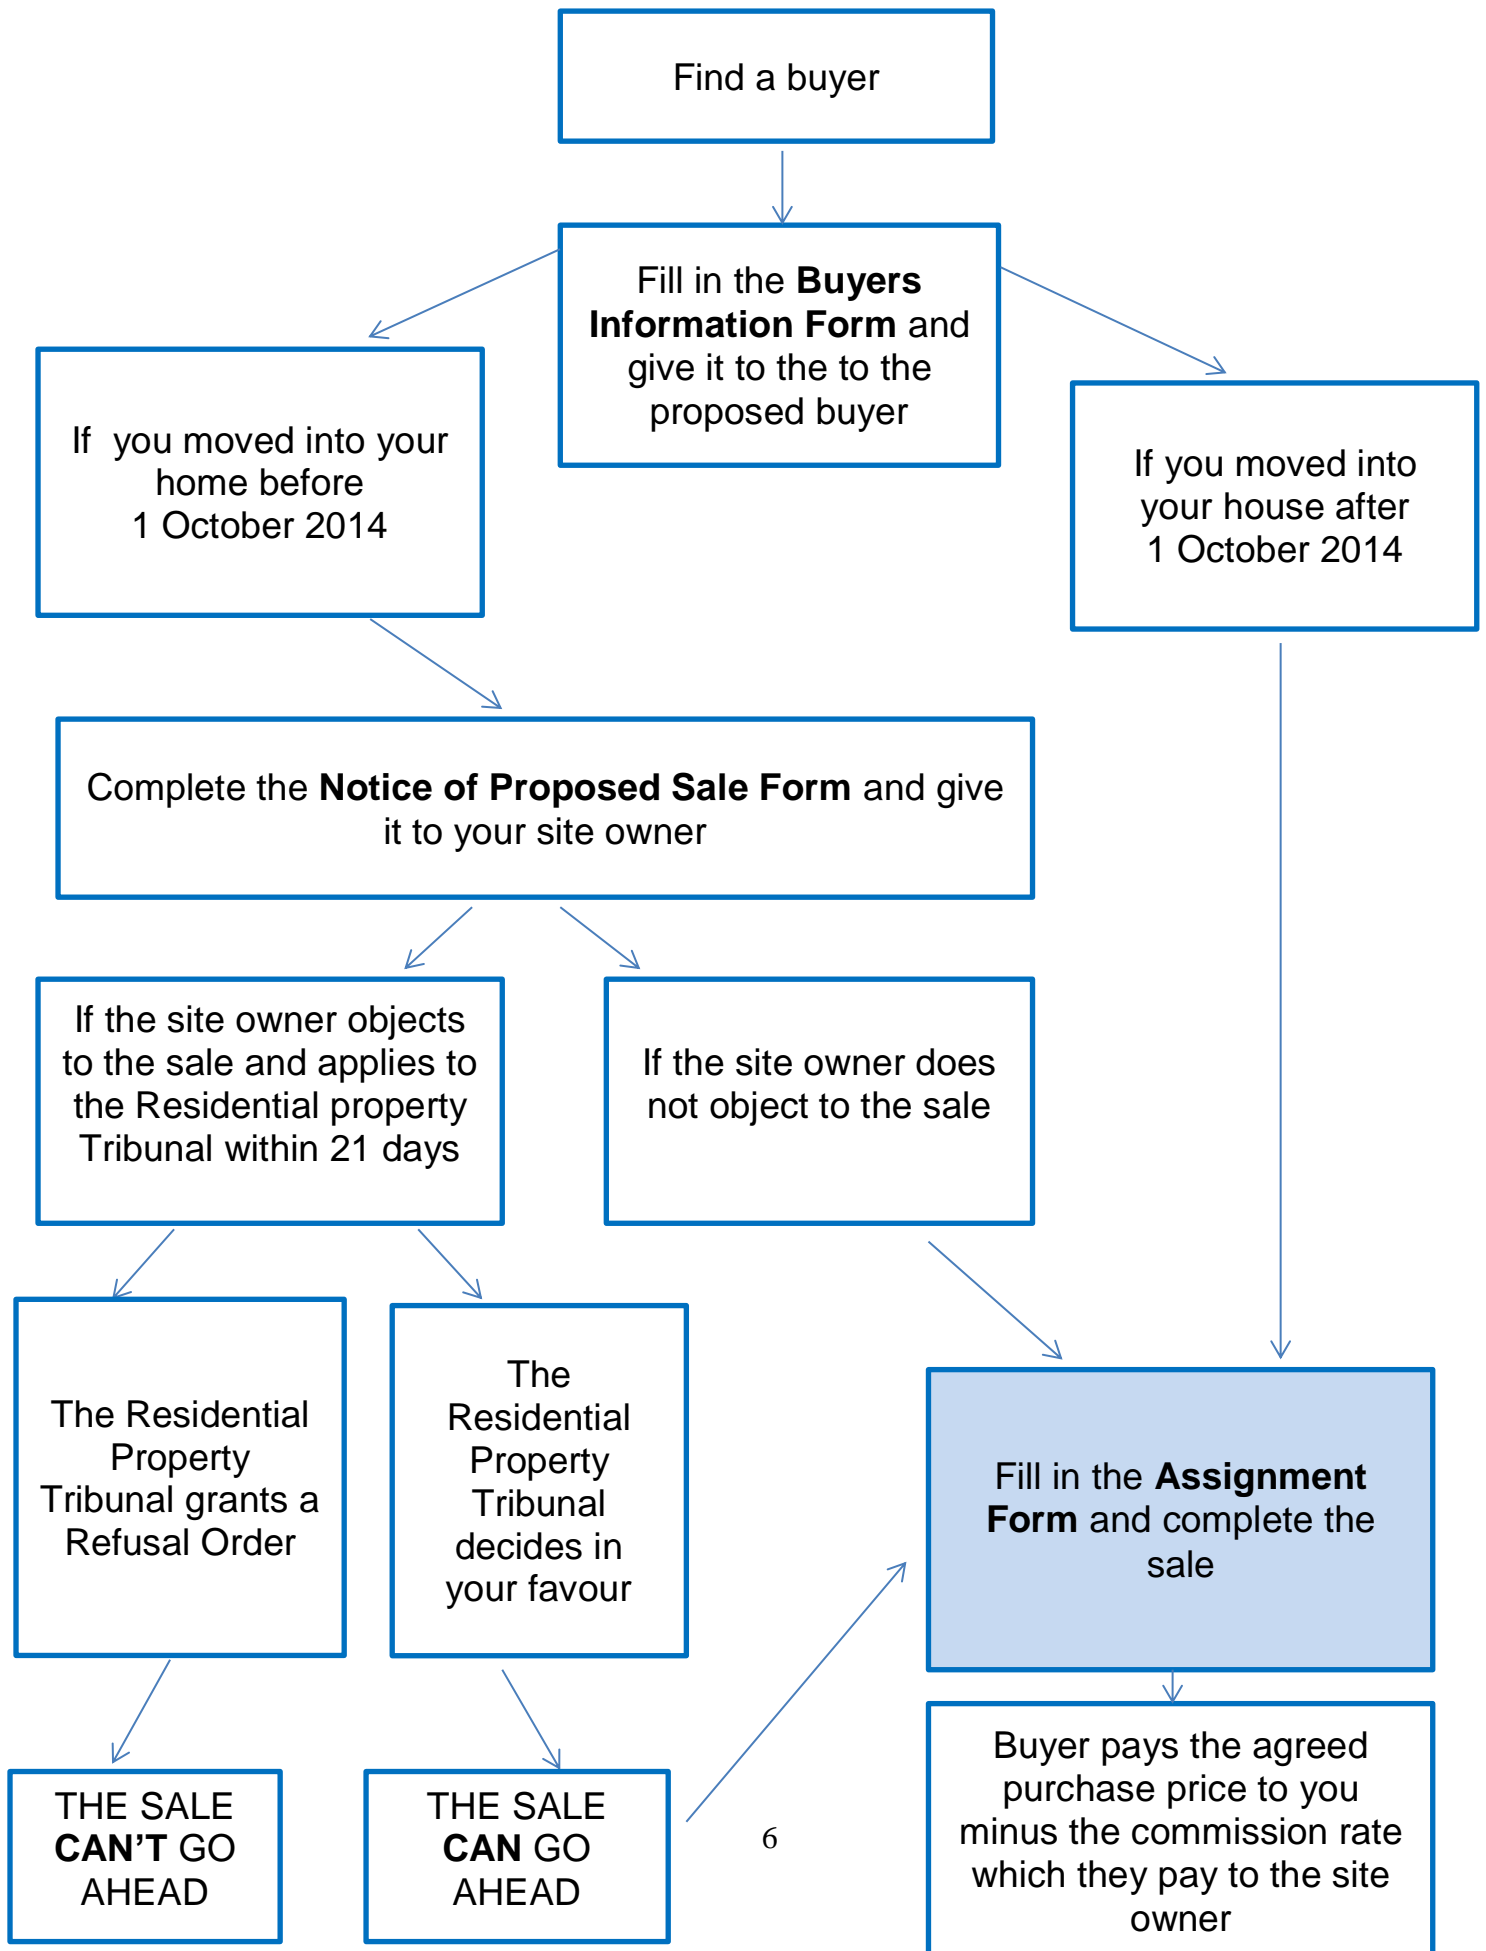 Find a buyer
Fill in the Buyers
Information Form and
give it to the to the
proposed buyer
If  you moved into your
home before
1 October 2014
If you moved into
your house after
1 October 2014
Complete the Notice of Proposed Sale Form and give
it to your site owner
If the site owner objects
to the sale and applies to
the Residential property
Tribunal within 21 days
If the site owner does
not object to the sale
The Residential
Property
Tribunal grants a
Refusal Order
The
Residential
Property
Tribunal
decides in
your favour
Fill in the Assignment
Form and complete the
sale
THE SALE
CAN’T GO
AHEAD
THE SALE
CAN GO
AHEAD
Buyer pays the agreed
purchase price to you
minus the commission rate
which they pay to the site
owner
6